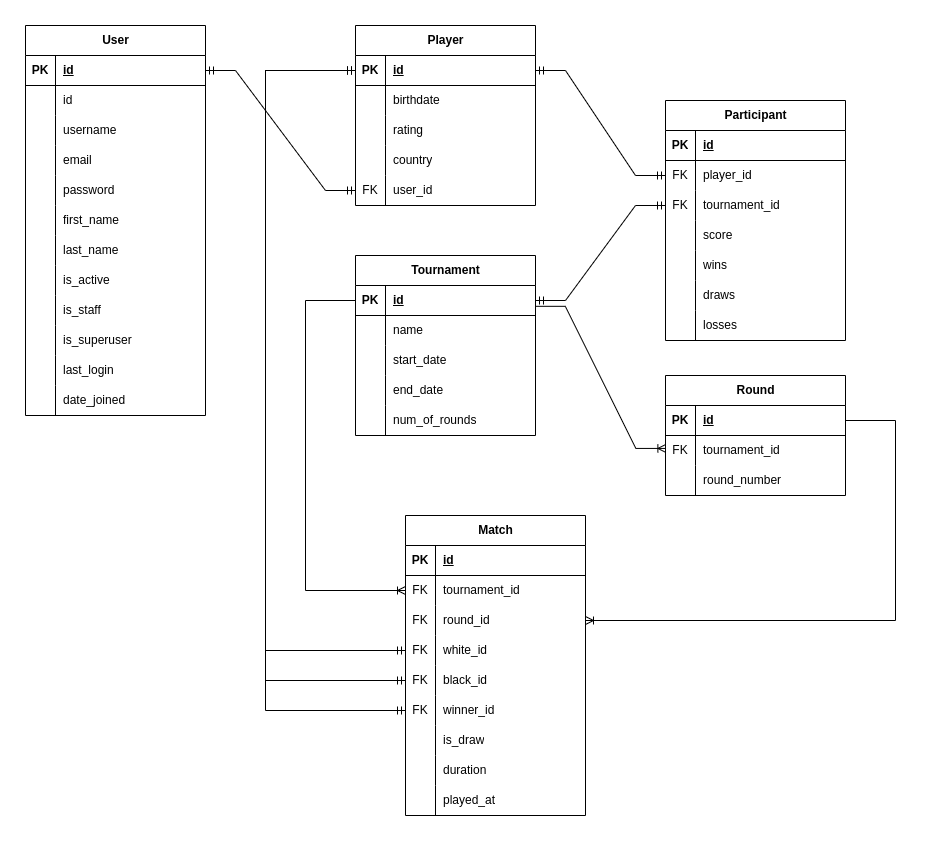 User
PK id
id
username
email
password
first_name
last_name
is_active
is_staff
is_superuser
last_login
date_joined
Player
PK id
birthdate
rating
country
FK user_id
Participant
PK id
FK player_id
FK tournament_id
score
wins
draws
losses
Tournament
PK id
name
start_date
end_date
num_of_rounds
Round
PK id
FK tournament_id
round_number
Match
PK id
FK tournament_id
FK round_id
FK white_id
FK black_id
FK winner_id
is_draw
duration
played_at